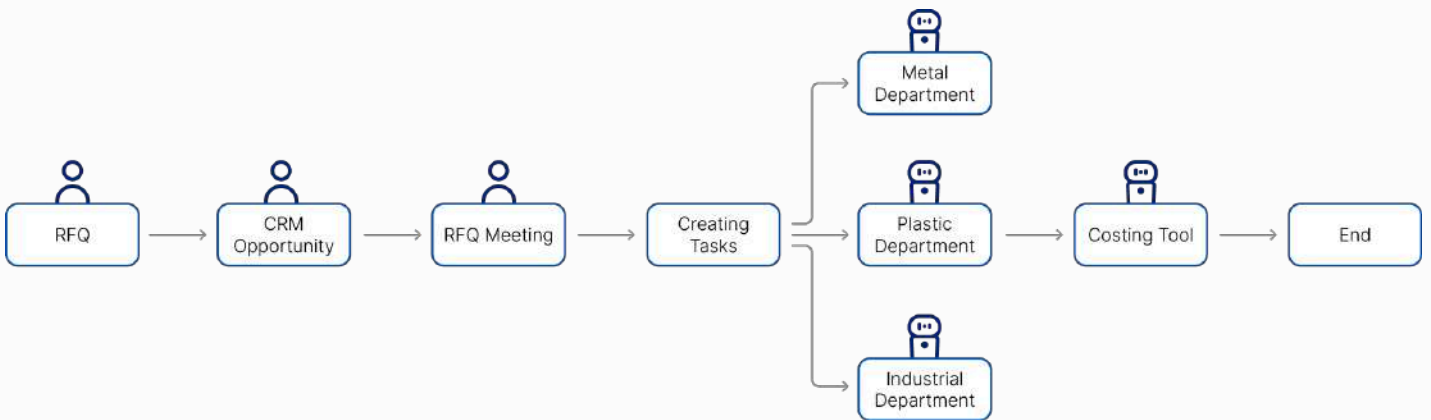 Metal
Department
RFQ
CRM
Opportunity
RFQ Meeting
Creating
Tasks
Plastic
Department
Costing Tool
End
Industrial
Department